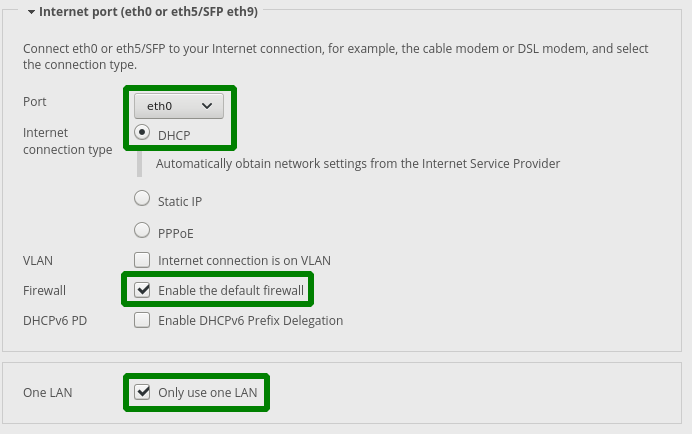 Internet port (eth0 or eth5/SFP eth9)
Connect eth0 or eth5/SFP to your Internet connection, for example, the cable modem or DSL modem, and select
the connection type.
Port
eth0
Internet
connection type
DHCP
Automatically obtain network settings from the Internet Service Provider
Static IP
PPPoE
VLAN
Internet connection is on VLAN
Firewall
Enable the default firewall
DHCPv6 PD
Enable DHCPv6 Prefix Delegation
One LAN
Only use one LAN